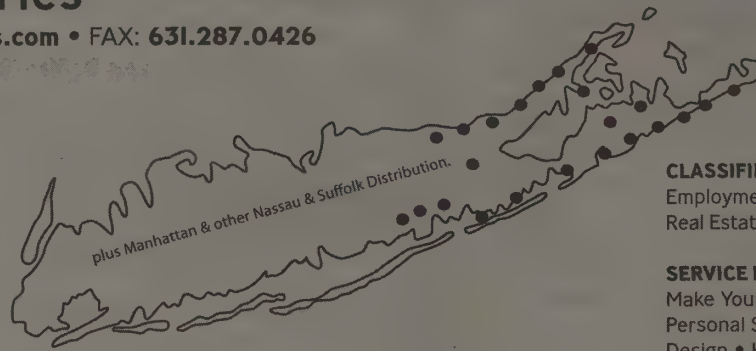 s.com • FAX: 631.287.0426
plus Manhattan & other Nassau & Suffolk Distribution.
CLASSIFI
Employme
Real Estat
SERVICE
Make You
Personal S
Design •